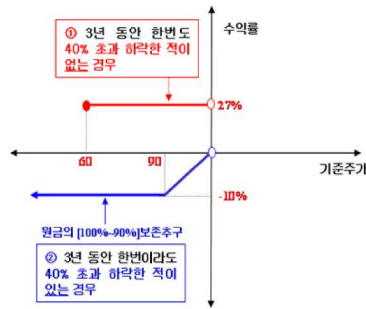 ① 3년 동안 한번도
40% 초과 하락한 적이
없는 경우
수익률
27%
60
90
기준주가
-10%
원금의 [100%~90%]보존추구
② 3년 동안 한번이라도
40% 초과 하락한 적이
있는 경우